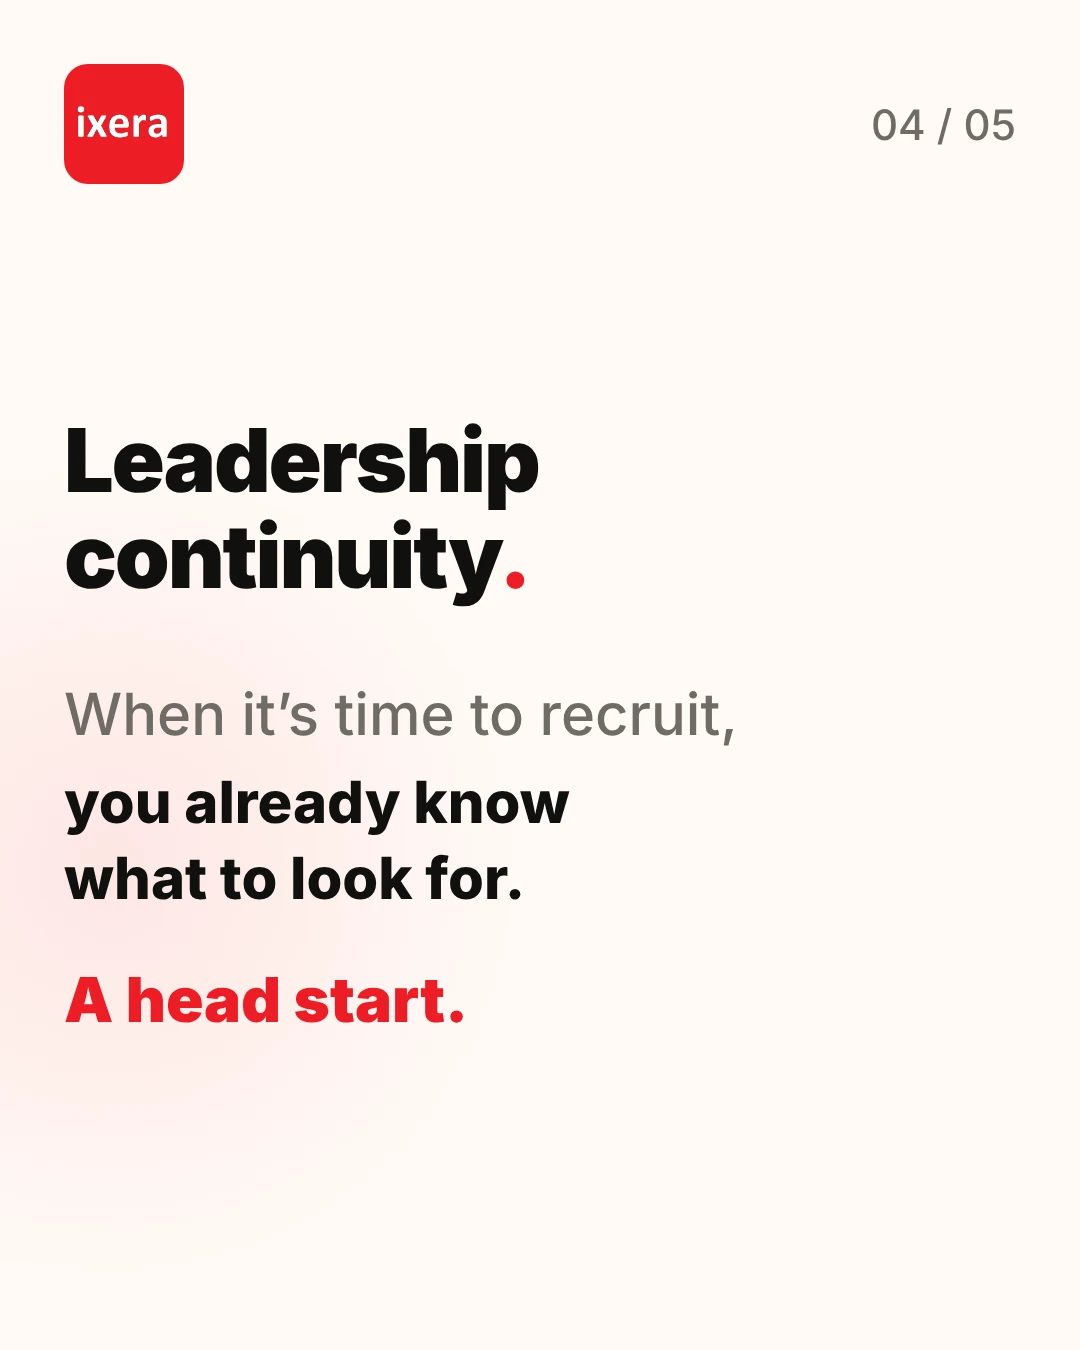 ixera
04 / 05
Leadership
continuity.
When it’s time to recruit,
you already know
what to look for.
A head start.